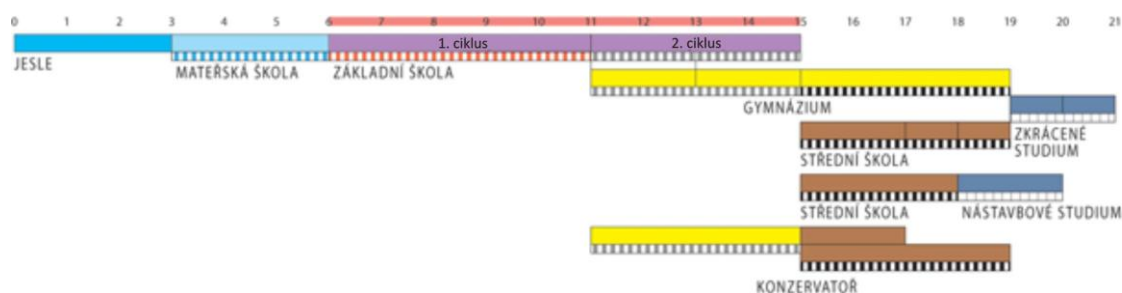 0 1 2 3 4 5 6 7 8 9 10 11 12 13 14 15 16 17 18 19 20 21
1. ciklus 2. ciklus
JESLE
MATEŘSKÁ ŠKOLA ZÁKLADNÍ ŠKOLA
GYMNÁZIUM
STŘEDNÍ ŠKOLA
ZKRÁCENÉ
STUDIUM
STŘEDNÍ ŠKOLA NÁSTAVBOVÉ STUDIUM
KONZERVATOŘ